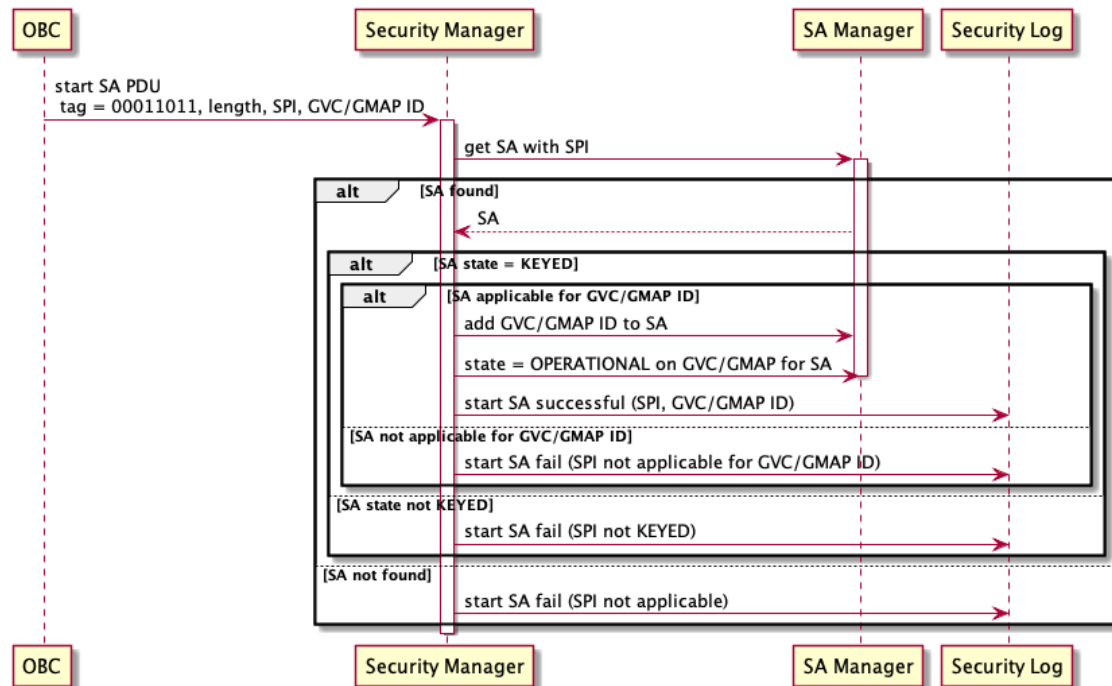 OBC
Security Manager
SA Manager
Security Log
start SA PDU
tag = 00011011, length, SPI, GVC/GMAP ID
get SA with SPI
alt [SA found]
SA
alt [SA state = KEYED]
alt [SA applicable for GVC/GMAP ID]
add GVC/GMAP ID to SA
state = OPERATIONAL on GVC/GMAP for SA
start SA successful (SPI, GVC/GMAP ID)
[SA not applicable for GVC/GMAP ID]
start SA fail (SPI not applicable for GVC/GMAP ID)
[SA state not KEYED]
start SA fail (SPI not KEYED)
[SA not found]
start SA fail (SPI not applicable)
OBC
Security Manager
SA Manager
Security Log